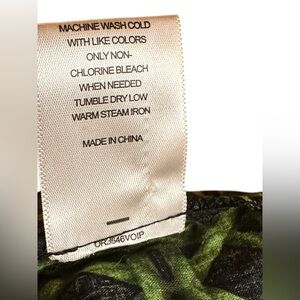 MACHINE WASH COLD
WITH LIKE COLORS
ONLY NON-
CHLORINE BLEACH
WHEN NEEDED
TUMBLE DRY LOW
WARM STEAM IRON
MADE IN CHINA